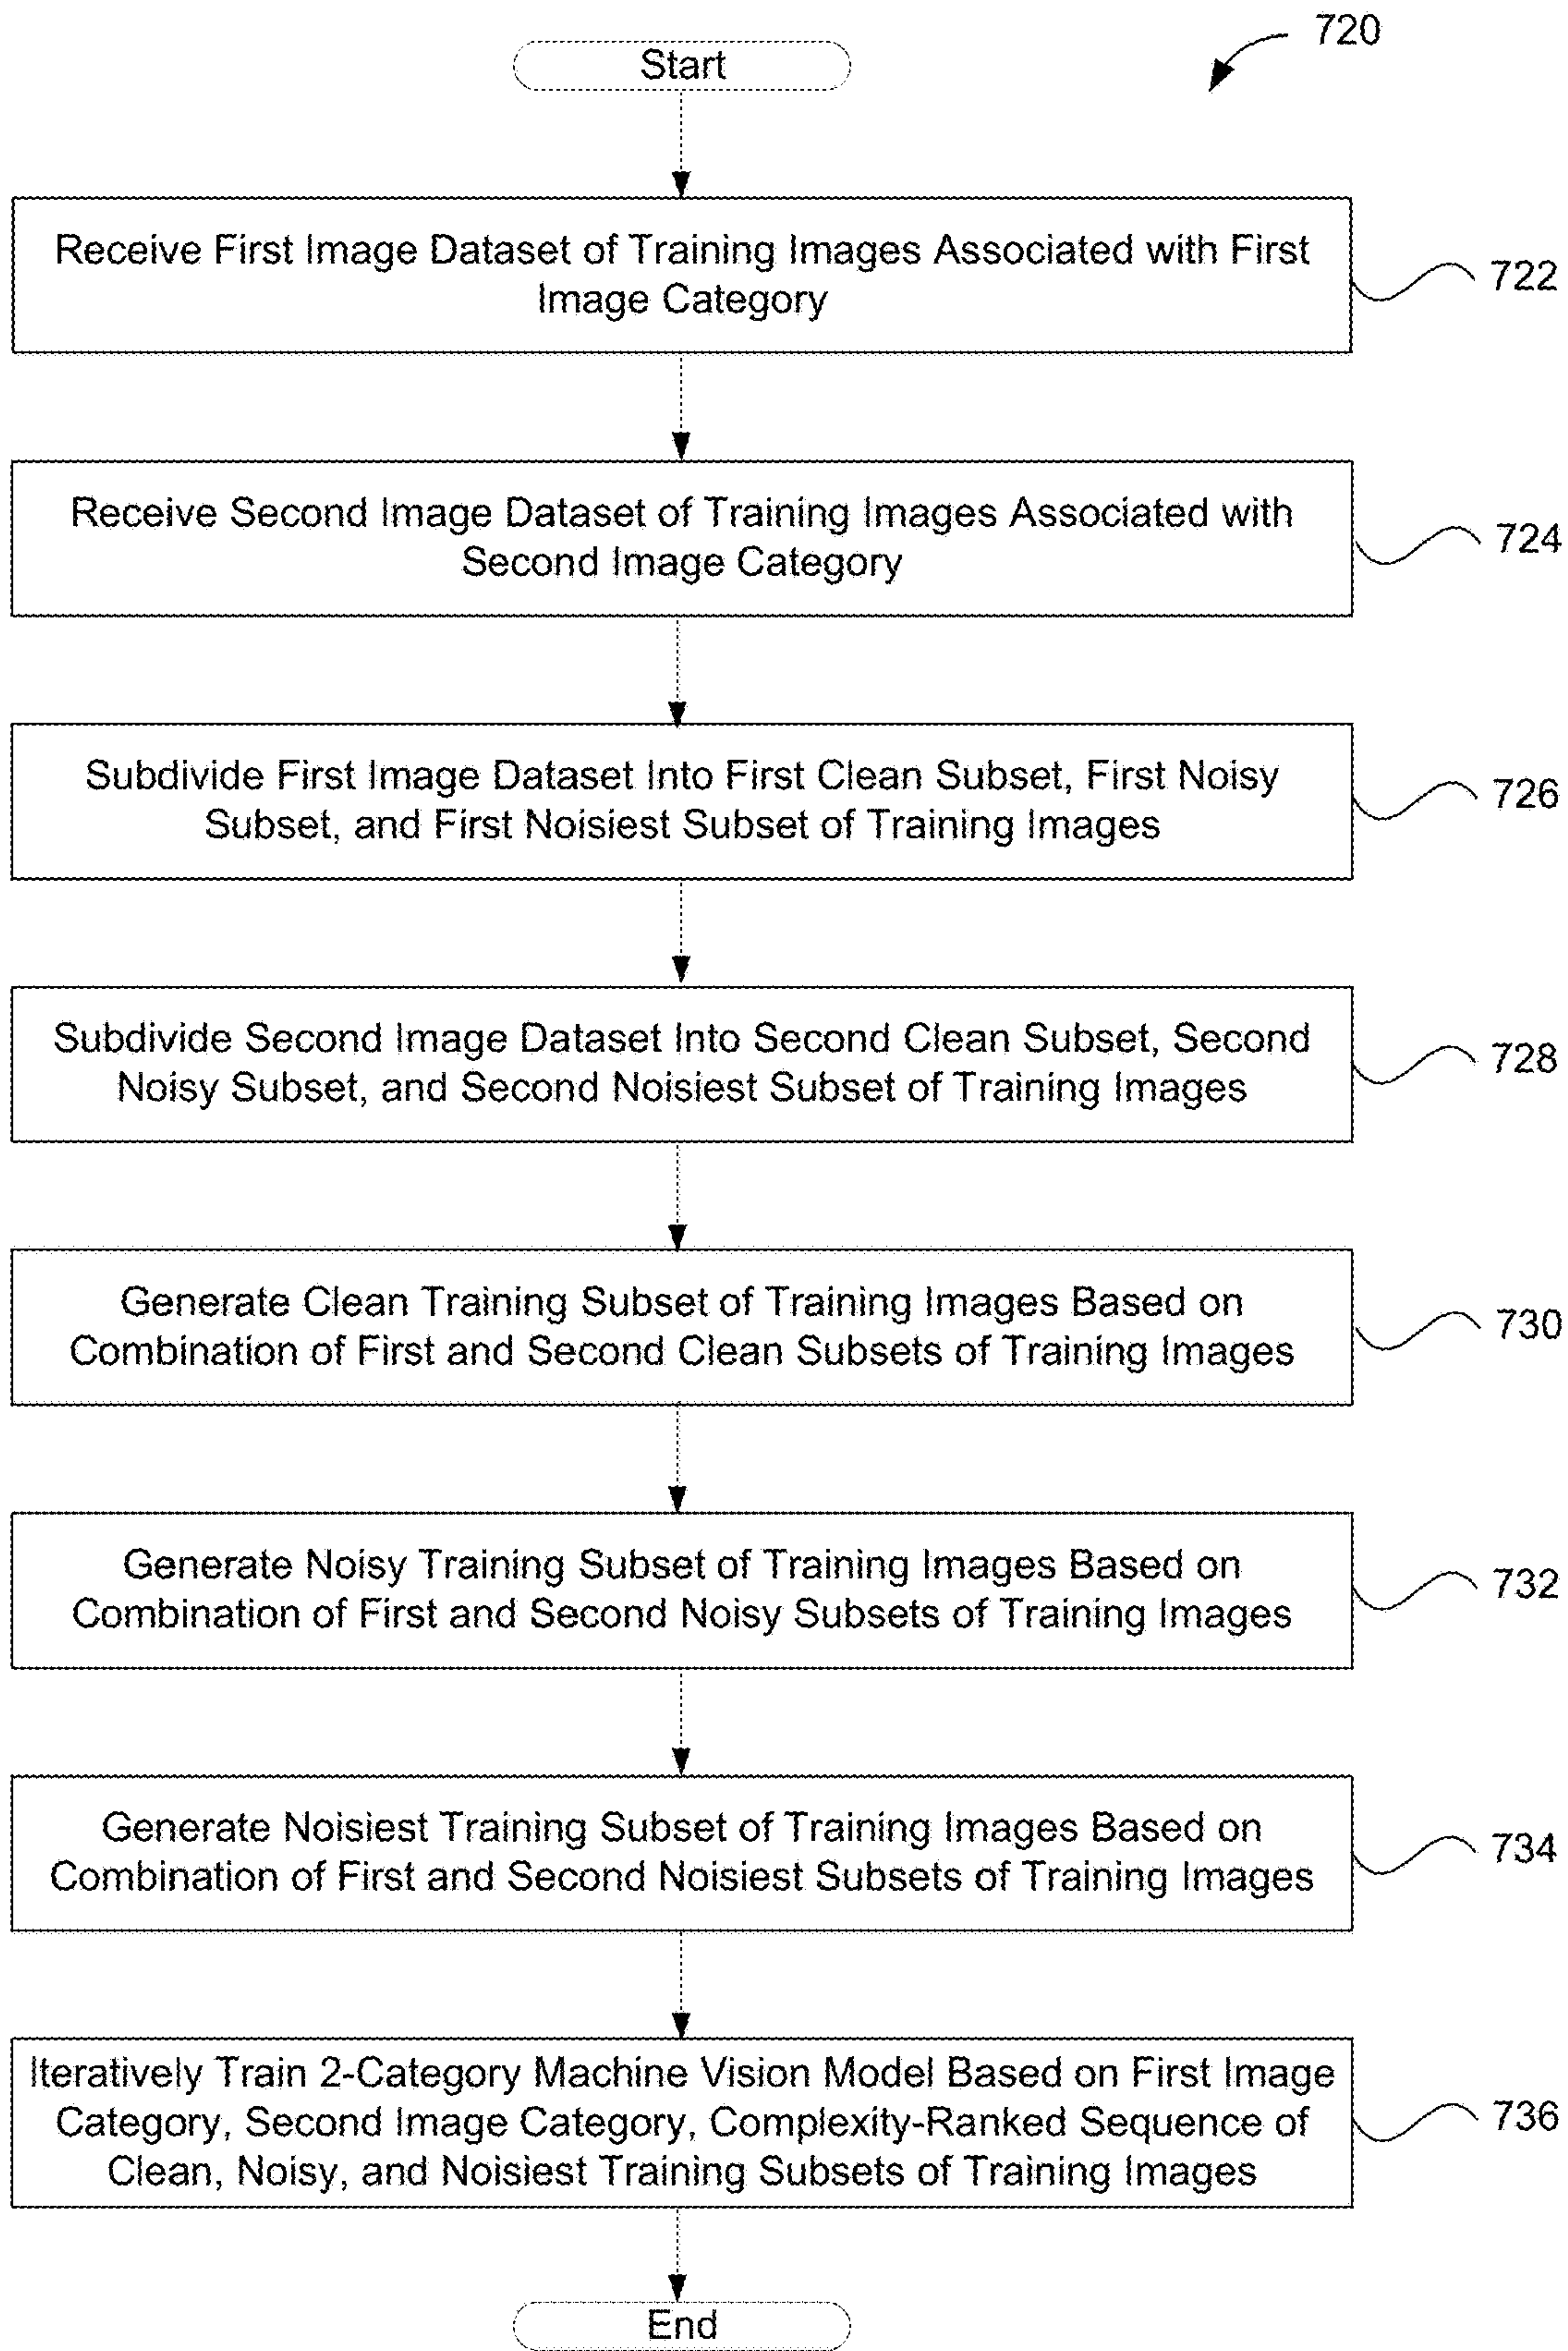 720
Start
Receive First Image Dataset of Training Images Associated with First
Image Category
722
Receive Second Image Dataset of Training Images Associated with
Second Image Category
724
Subdivide First Image Dataset Into First Clean Subset, First Noisy
Subset, and First Noisiest Subset of Training Images
726
Subdivide Second Image Dataset Into Second Clean Subset, Second
Noisy Subset, and Second Noisiest Subset of Training Images
728
Generate Clean Training Subset of Training Images Based on
Combination of First and Second Clean Subsets of Training Images
730
Generate Noisy Training Subset of Training Images Based on
Combination of First and Second Noisy Subsets of Training Images
732
Generate Noisiest Training Subset of Training Images Based on
Combination of First and Second Noisiest Subsets of Training Images
734
Iteratively Train 2-Category Machine Vision Model Based on First Image
Category, Second Image Category, Complexity-Ranked Sequence of
Clean, Noisy, and Noisiest Training Subsets of Training Images
736
End